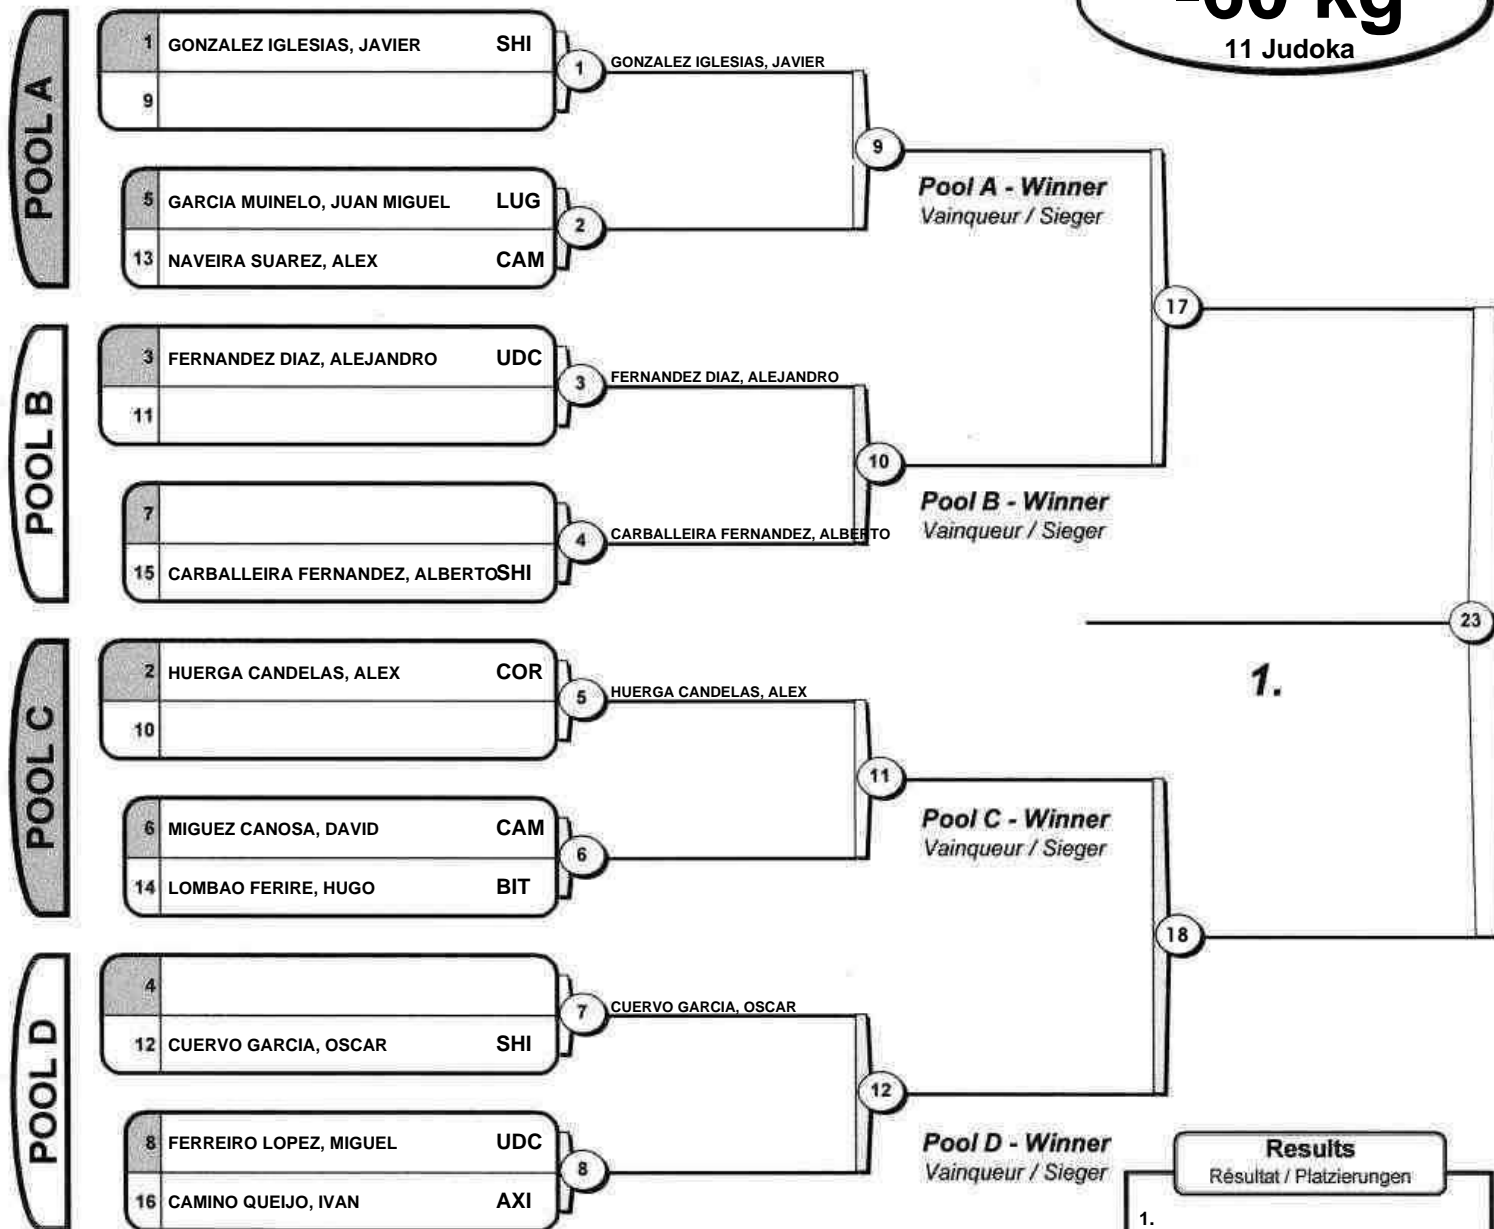 -60 kg
11 Judoka
POOL A
1 GONZALEZ IGLESIAS, JAVIER SHI
9
1 GONZALEZ IGLESIAS, JAVIER
5 GARCIA MUINELO, JUAN MIGUEL LUG
13 NAVEIRA SUAREZ, ALEX CAM
2
9
Pool A - Winner
Vainqueur / Sieger
POOL B
3 FERNANDEZ DIAZ, ALEJANDRO UDC
11
3 FERNANDEZ DIAZ, ALEJANDRO
7
15 CARBALLEIRA FERNANDEZ, ALBERTO SHI
4 CARBALLEIRA FERNANDEZ, ALBERTO
10
Pool B - Winner
Vainqueur / Sieger
17
23
1.
POOL C
2 HUERGA CANDELAS, ALEX COR
10
5 HUERGA CANDELAS, ALEX
6 MIGUEZ CANOSA, DAVID CAM
14 LOMBAO FERIRE, HUGO BIT
6
11
Pool C - Winner
Vainqueur / Sieger
18
POOL D
4
12 CUERVO GARCIA, OSCAR SHI
7 CUERVO GARCIA, OSCAR
8 FERREIRO LOPEZ, MIGUEL UDC
16 CAMINO QUEIJO, IVAN AXI
8
12
Pool D - Winner
Vainqueur / Sieger
Results
Résultat / Platzierungen
1.